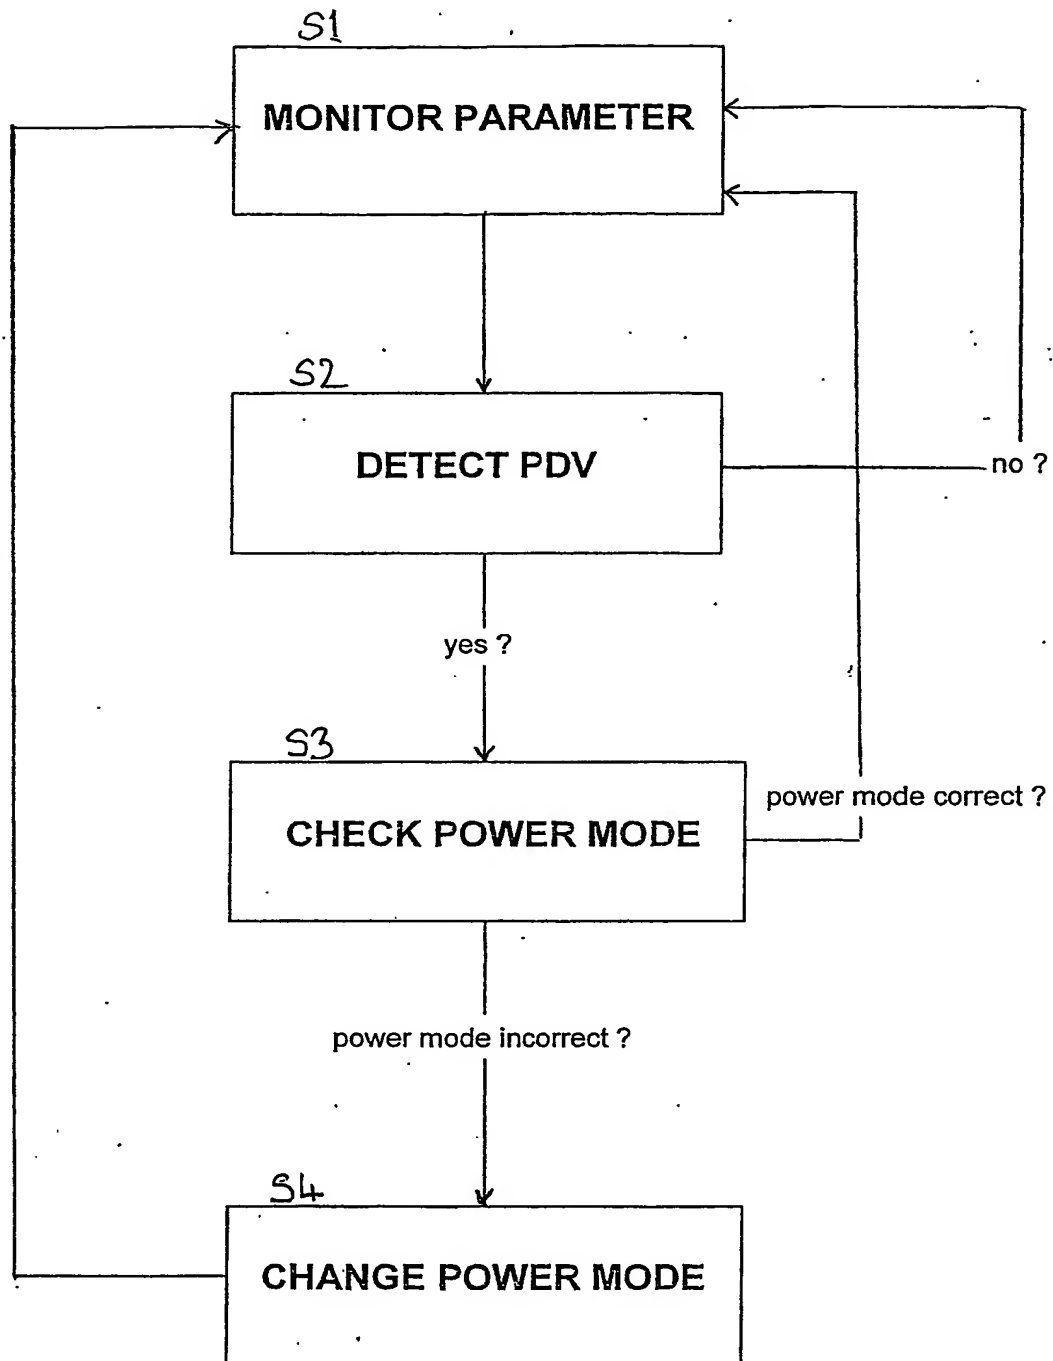 S1
MONITOR PARAMETER
S2
DETECT PDV
no ?
yes ?
S3
CHECK POWER MODE
power mode correct ?
power mode incorrect ?
S4
CHANGE POWER MODE